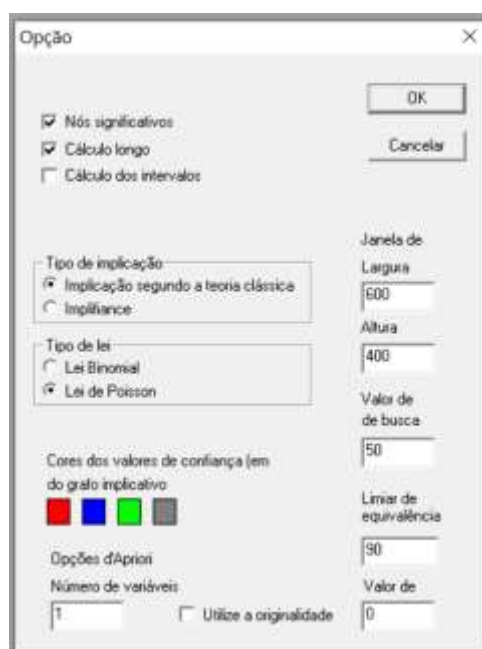 Opção
OK
Nós significativos
Cálculo longo
Cancelar
Cálculo dos intervalos
Janela de
Tipo de implicação
Largura
Implicação segundo a teoria clássica
600
Implifiance
Altura
Tipo de lei
400
Lei Binomial
Lei de Poisson
Valor de
de busca
50
Cores dos valores de confiança (em
do grafo implicativo
Limiar de
equivalência
90
Opções d'Apriori
Número de variáveis
Valor de
1
Utilize a originalidade
0